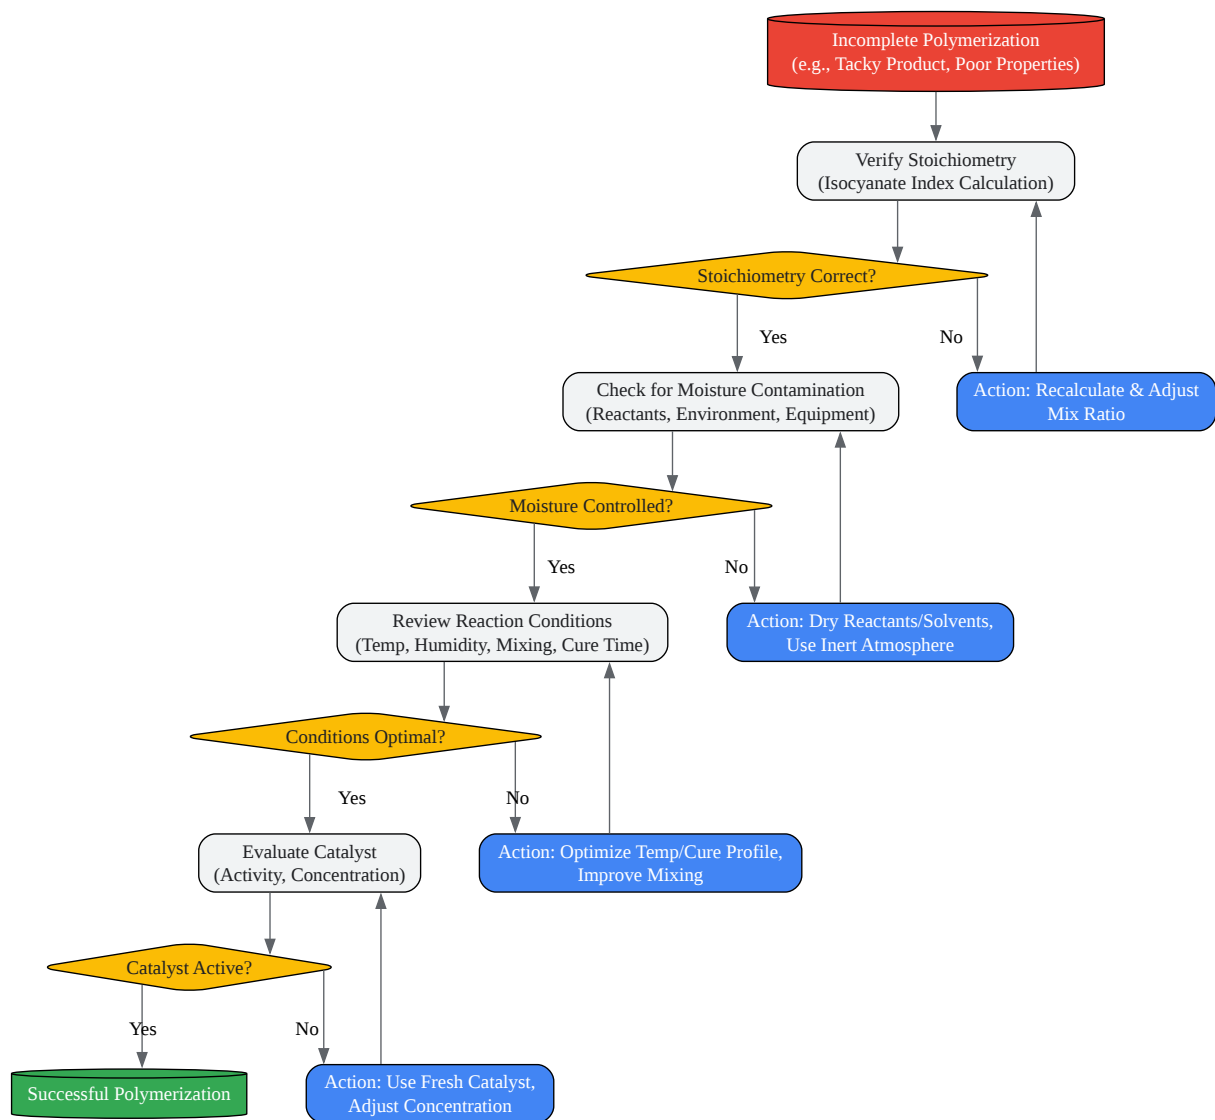 Incomplete Polymerization
(e.g., Tacky Product, Poor Properties)
Verify Stoichiometry
(Isocyanate Index Calculation)
Stoichiometry Correct?
Yes
No
Check for Moisture Contamination
(Reactants, Environment, Equipment)
Action: Recalculate & Adjust
Mix Ratio
Moisture Controlled?
Yes
No
Review Reaction Conditions
(Temp, Humidity, Mixing, Cure Time)
Action: Dry Reactants/Solvents,
Use Inert Atmosphere
Conditions Optimal?
Yes
No
Evaluate Catalyst
(Activity, Concentration)
Action: Optimize Temp/Cure Profile,
Improve Mixing
Catalyst Active?
Yes
No
Successful Polymerization
Action: Use Fresh Catalyst,
Adjust Concentration